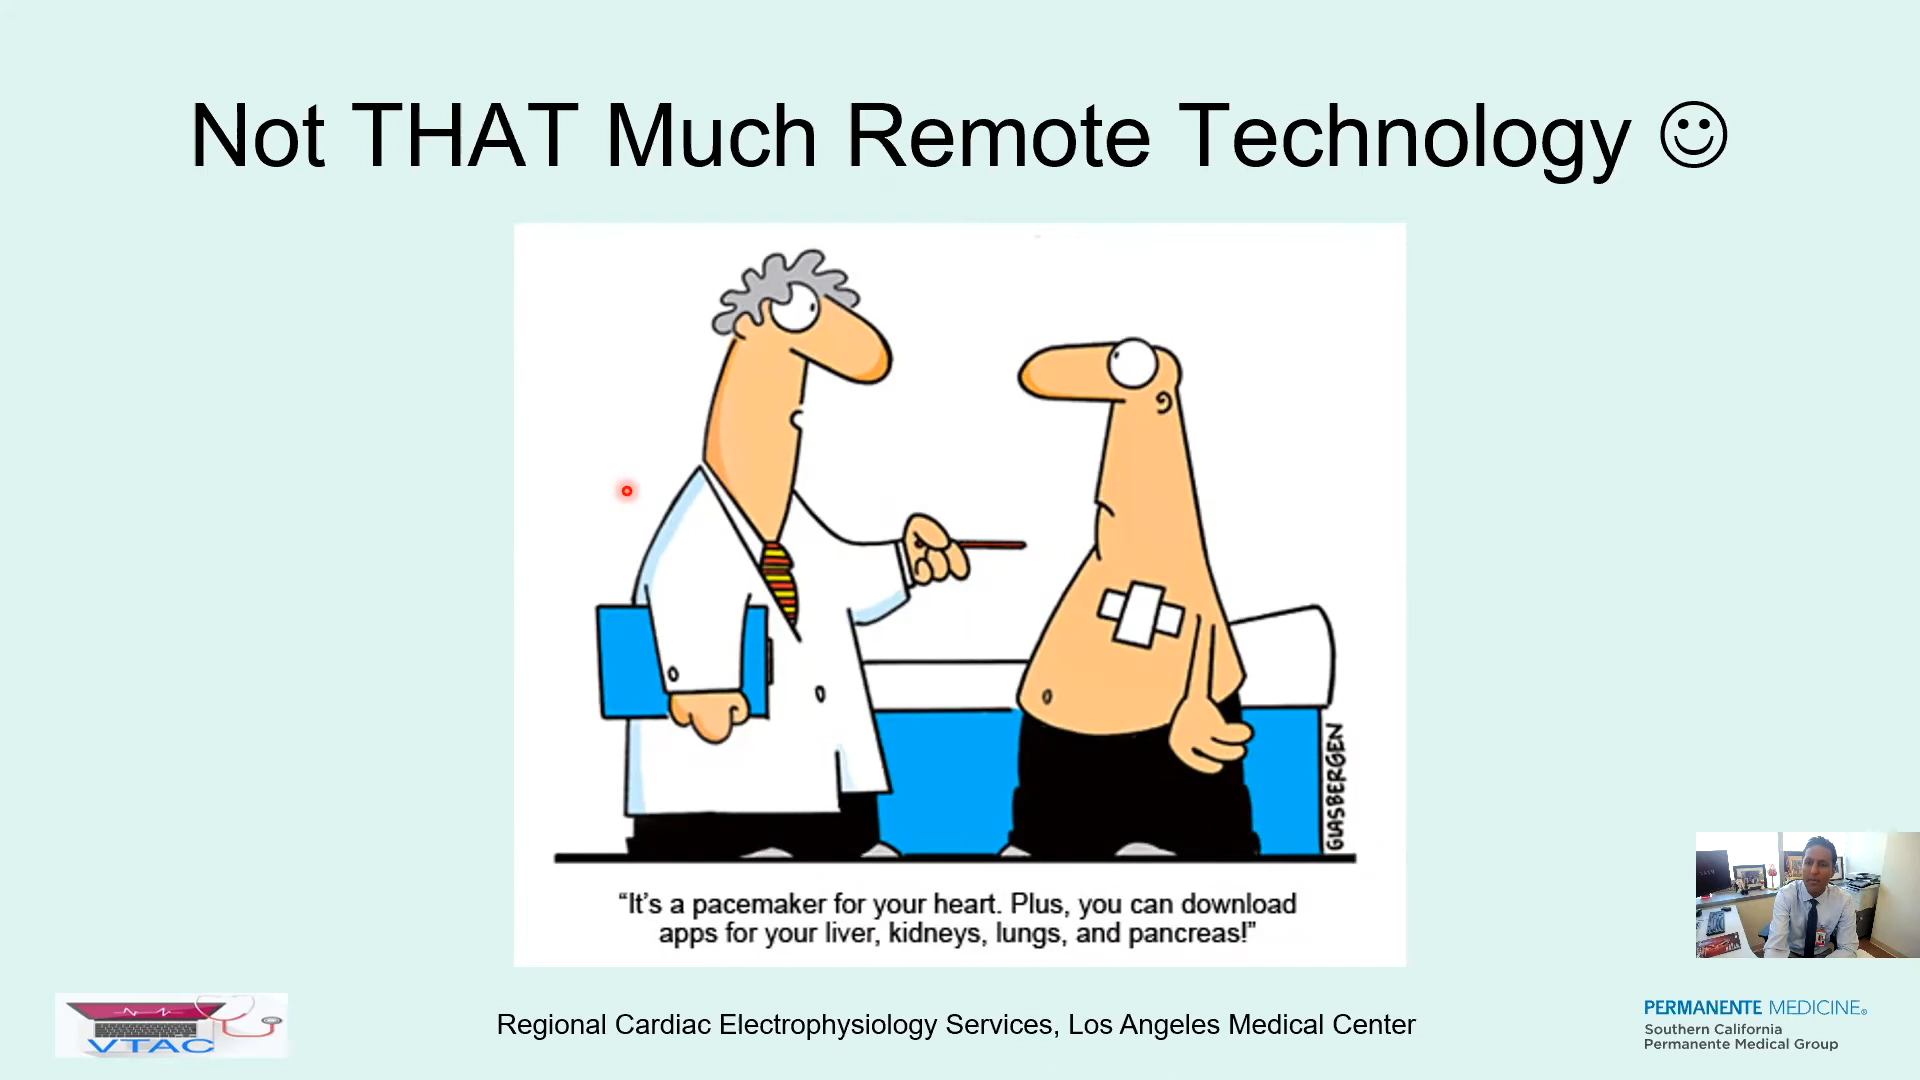 Not THAT Much Remote Technology ☺
GLASBERGEN
“It’s a pacemaker for your heart. Plus, you can download
apps for your liver, kidneys, lungs, and pancreas!”
VTAC
Regional Cardiac Electrophysiology Services, Los Angeles Medical Center
PERMANENTE MEDICINE®
Southern California
Permanente Medical Group